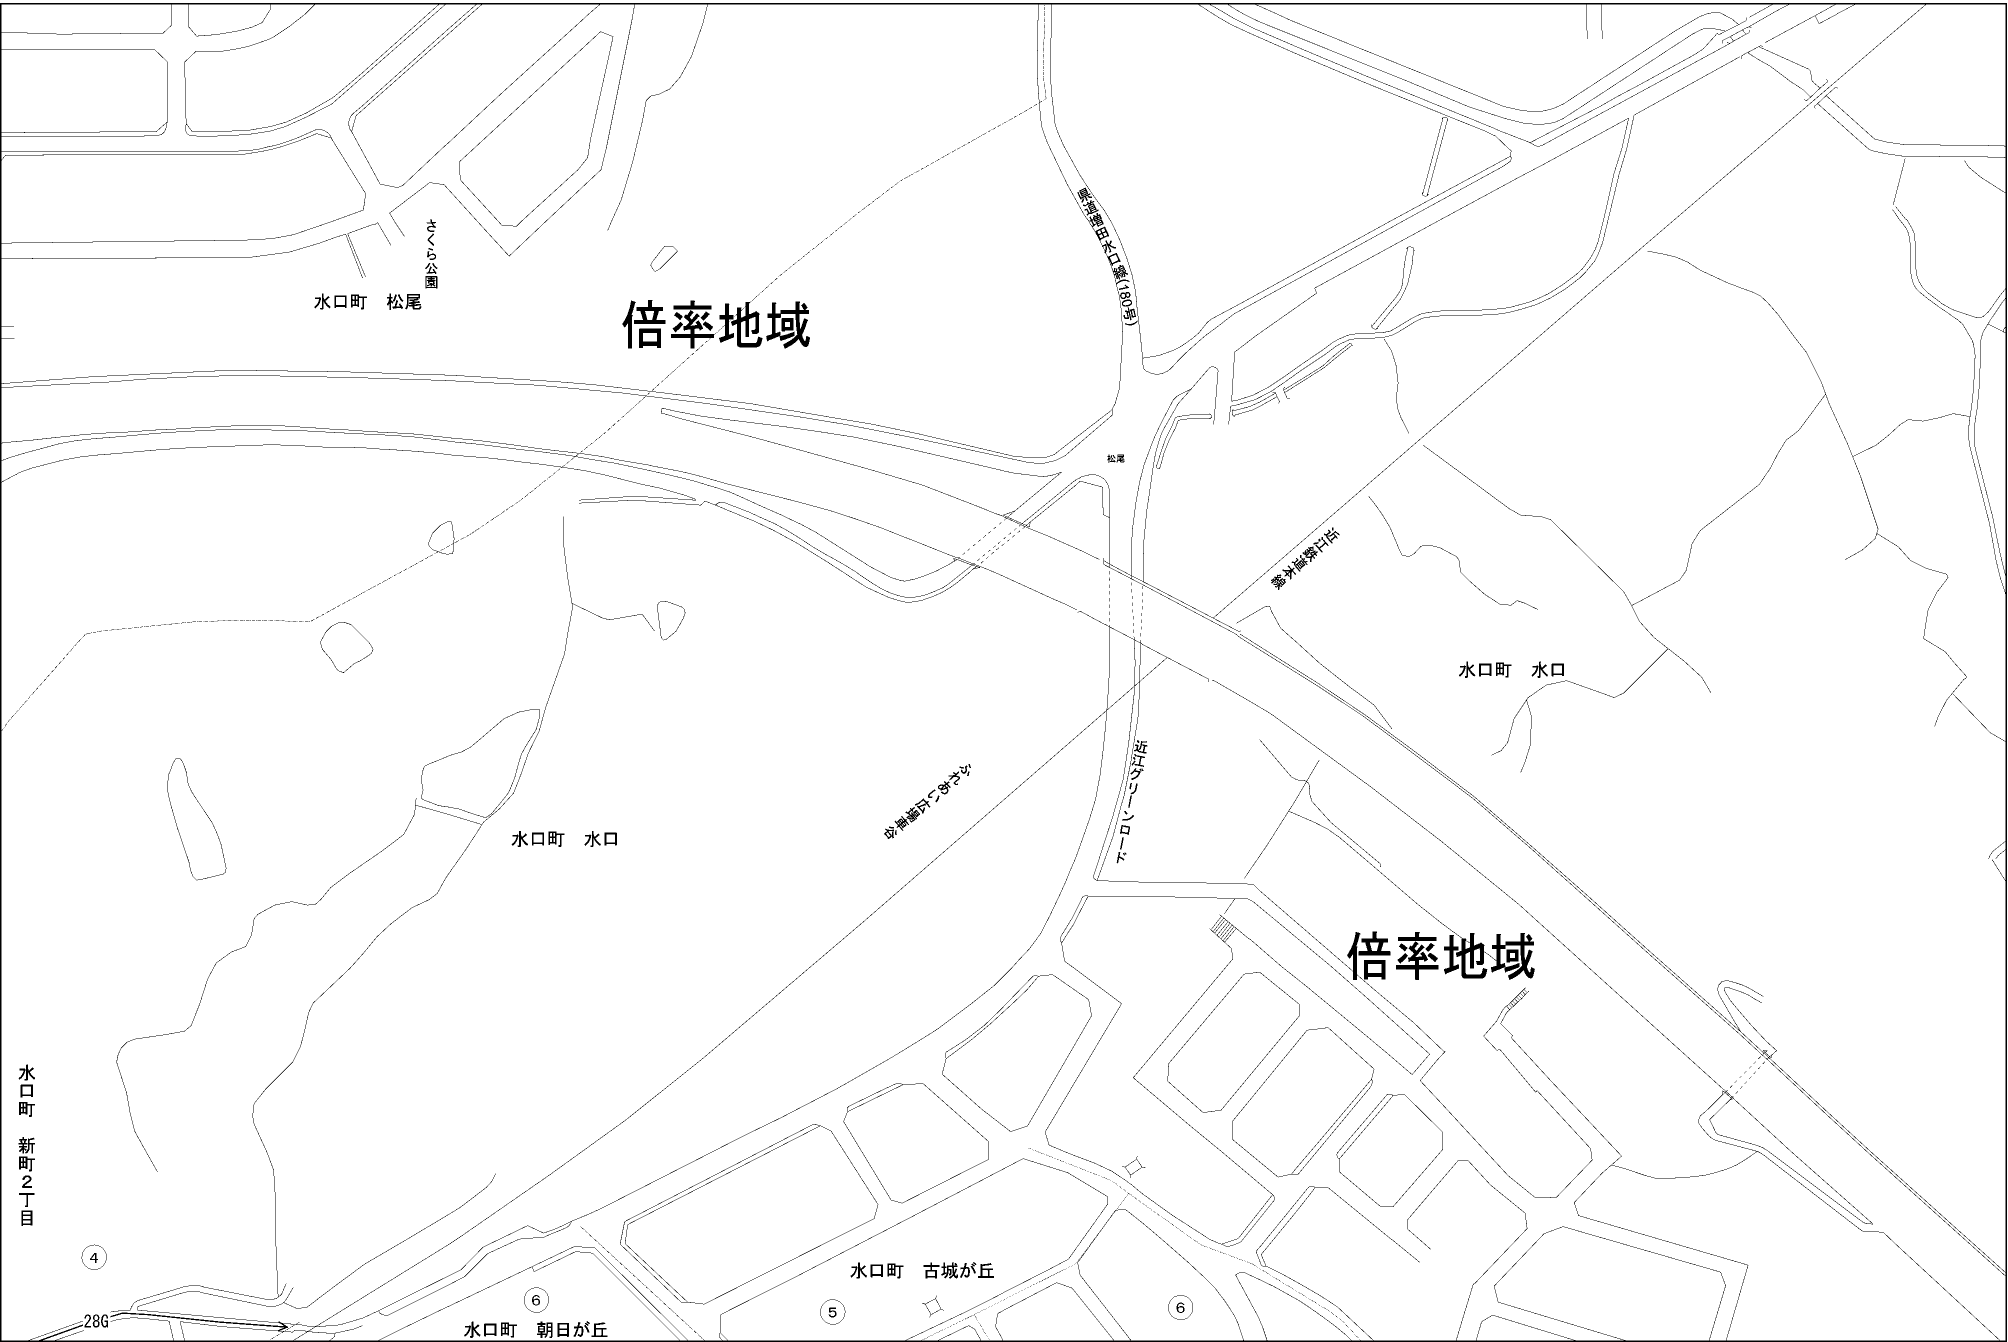 さくら公園
水口町　松尾
倍率地域
県道増田水口線(180号)
松尾
近江鉄道本線
水口町　水口
近江グリーンロード
ふれあい広場車谷
水口町　水口
倍率地域
水口町　新町2丁目
4
28G
6
水口町　朝日が丘
5
水口町　古城が丘
6